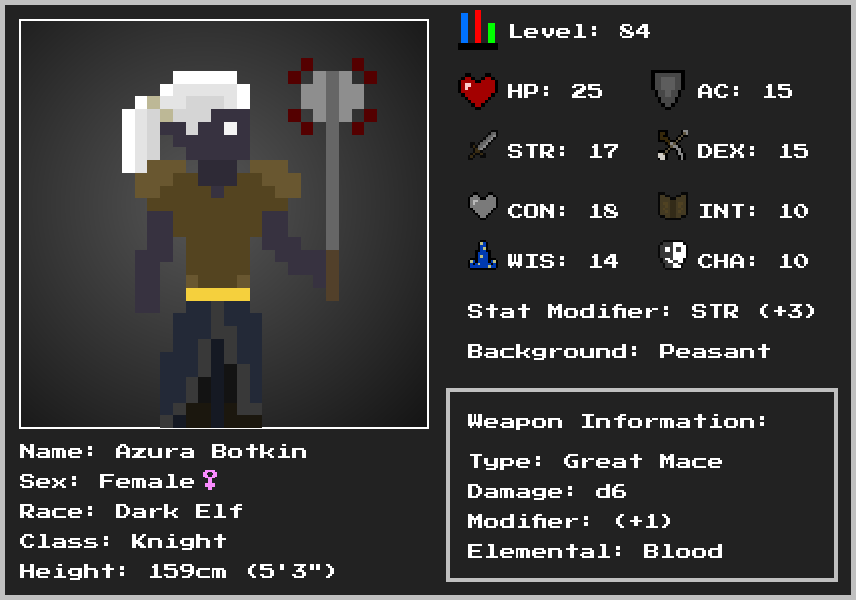 Level: 84
HP: 25
AC: 15
STR: 17
DEX: 15
CON: 18
INT: 10
WIS: 14
CHA: 10
Stat Modifier: STR (+3)
Background: Peasant
Weapon Information:
Type: Great Mace
Damage: d6
Modifier: (+1)
Elemental: Blood
Name: Azura Botkin
Sex: Female♀
Race: Dark Elf
Class: Knight
Height: 159cm (5'3")